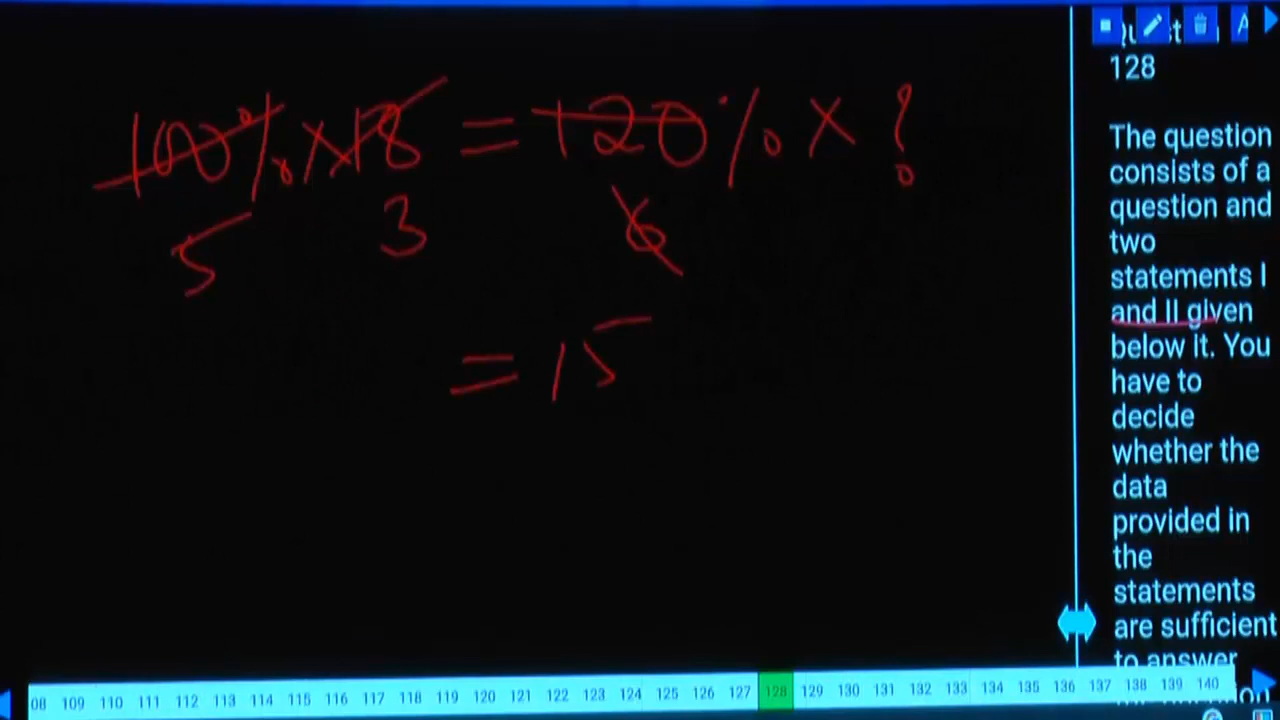 100% × 18 = 120% × ?
5 3 6
= 15
128
The question
consists of a
question and
two
statements I
and II given
below it. You
have to
decide
whether the
data
provided in
the
statements
are sufficient
to answer
08 109 110 111 112 113 114 115 116 117 118 119 120 121 122 123 124 125 126 127 128 129 130 131 132 133 134 135 136 137 138 139 140